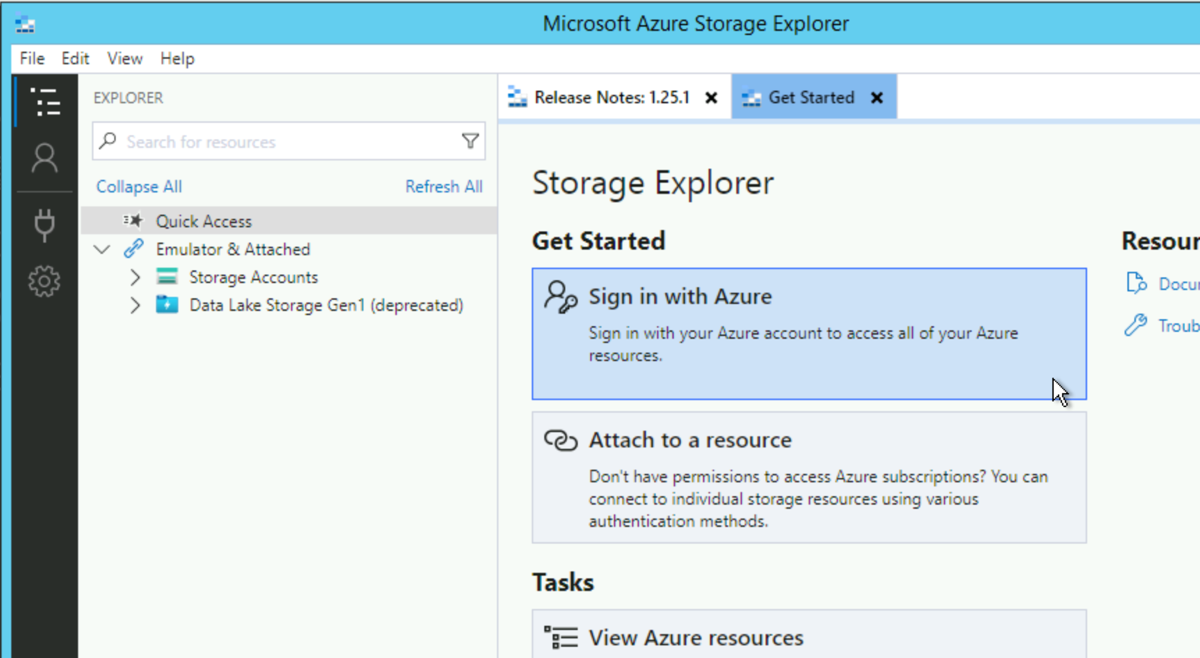 Microsoft Azure Storage Explorer
File Edit View Help
EXPLORER
Search for resources
Collapse All Refresh All
Quick Access
Emulator & Attached
Storage Accounts
Data Lake Storage Gen1 (deprecated)
Release Notes: 1.25.1 Get Started
Storage Explorer
Get Started
Sign in with Azure
Sign in with your Azure account to access all of your Azure
resources.
Attach to a resource
Don't have permissions to access Azure subscriptions? You can
connect to individual storage resources using various
authentication methods.
Tasks
View Azure resources
Resour
Docu
Troub